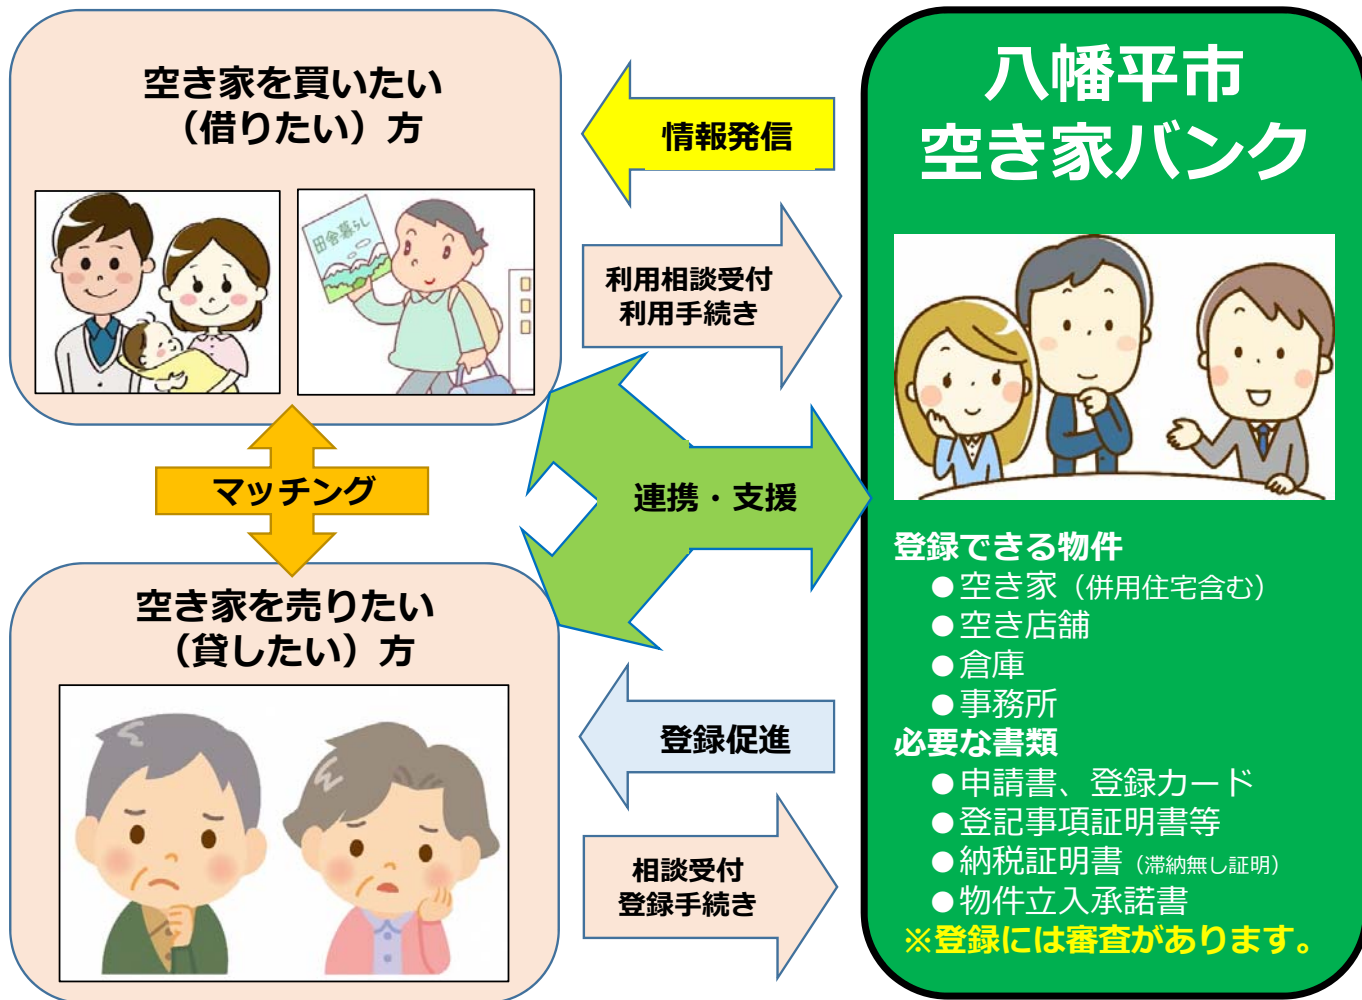 空き家を買いたい
（借りたい）方
田舎暮らし
情報発信
利用相談受付
利用手続き
マッチング
連携・支援
空き家を売りたい
（貸したい）方
登録促進
相談受付
登録手続き
八幡平市
空き家バンク
登録できる物件
●空き家（併用住宅含む）
●空き店舗
●倉庫
●事務所
必要な書類
●申請書、登録カード
●登記事項証明書等
●納税証明書（滞納無し証明）
●物件立入承諾書
※登録には審査があります。